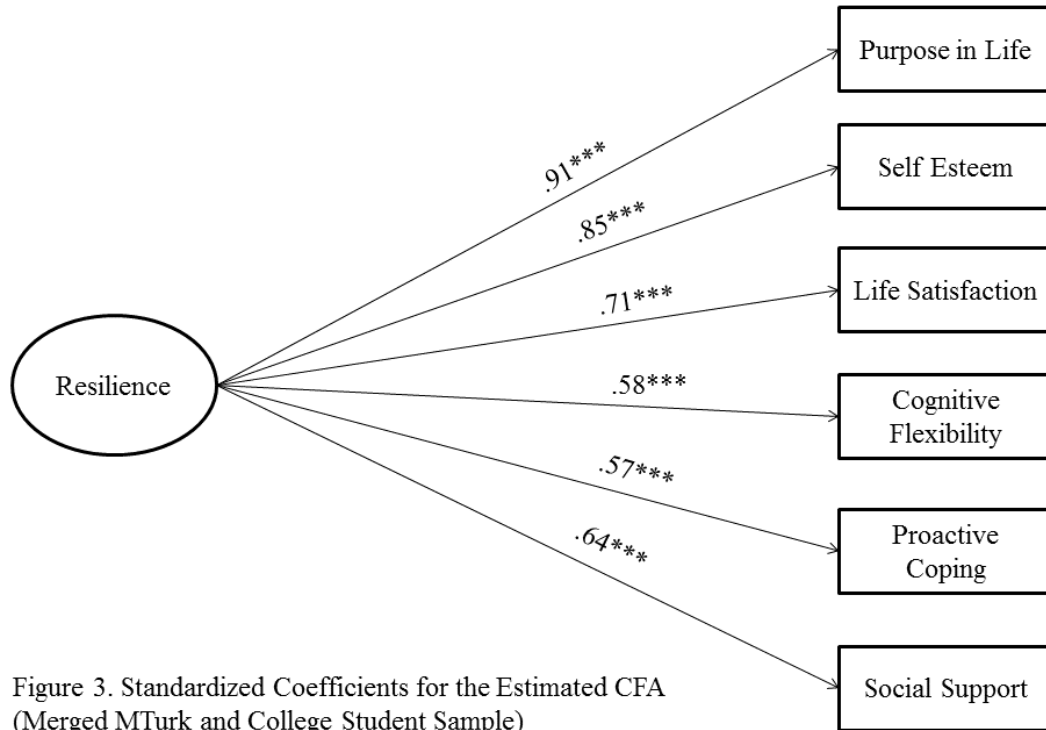 Purpose in Life
.91***
Self Esteem
.85***
Life Satisfaction
.71***
Resilience
.58***
Cognitive
Flexibility
.57***
Proactive
Coping
.64***
Social Support
Figure 3. Standardized Coefficients for the Estimated CFA
(Merged MTurk and College Student Sample)